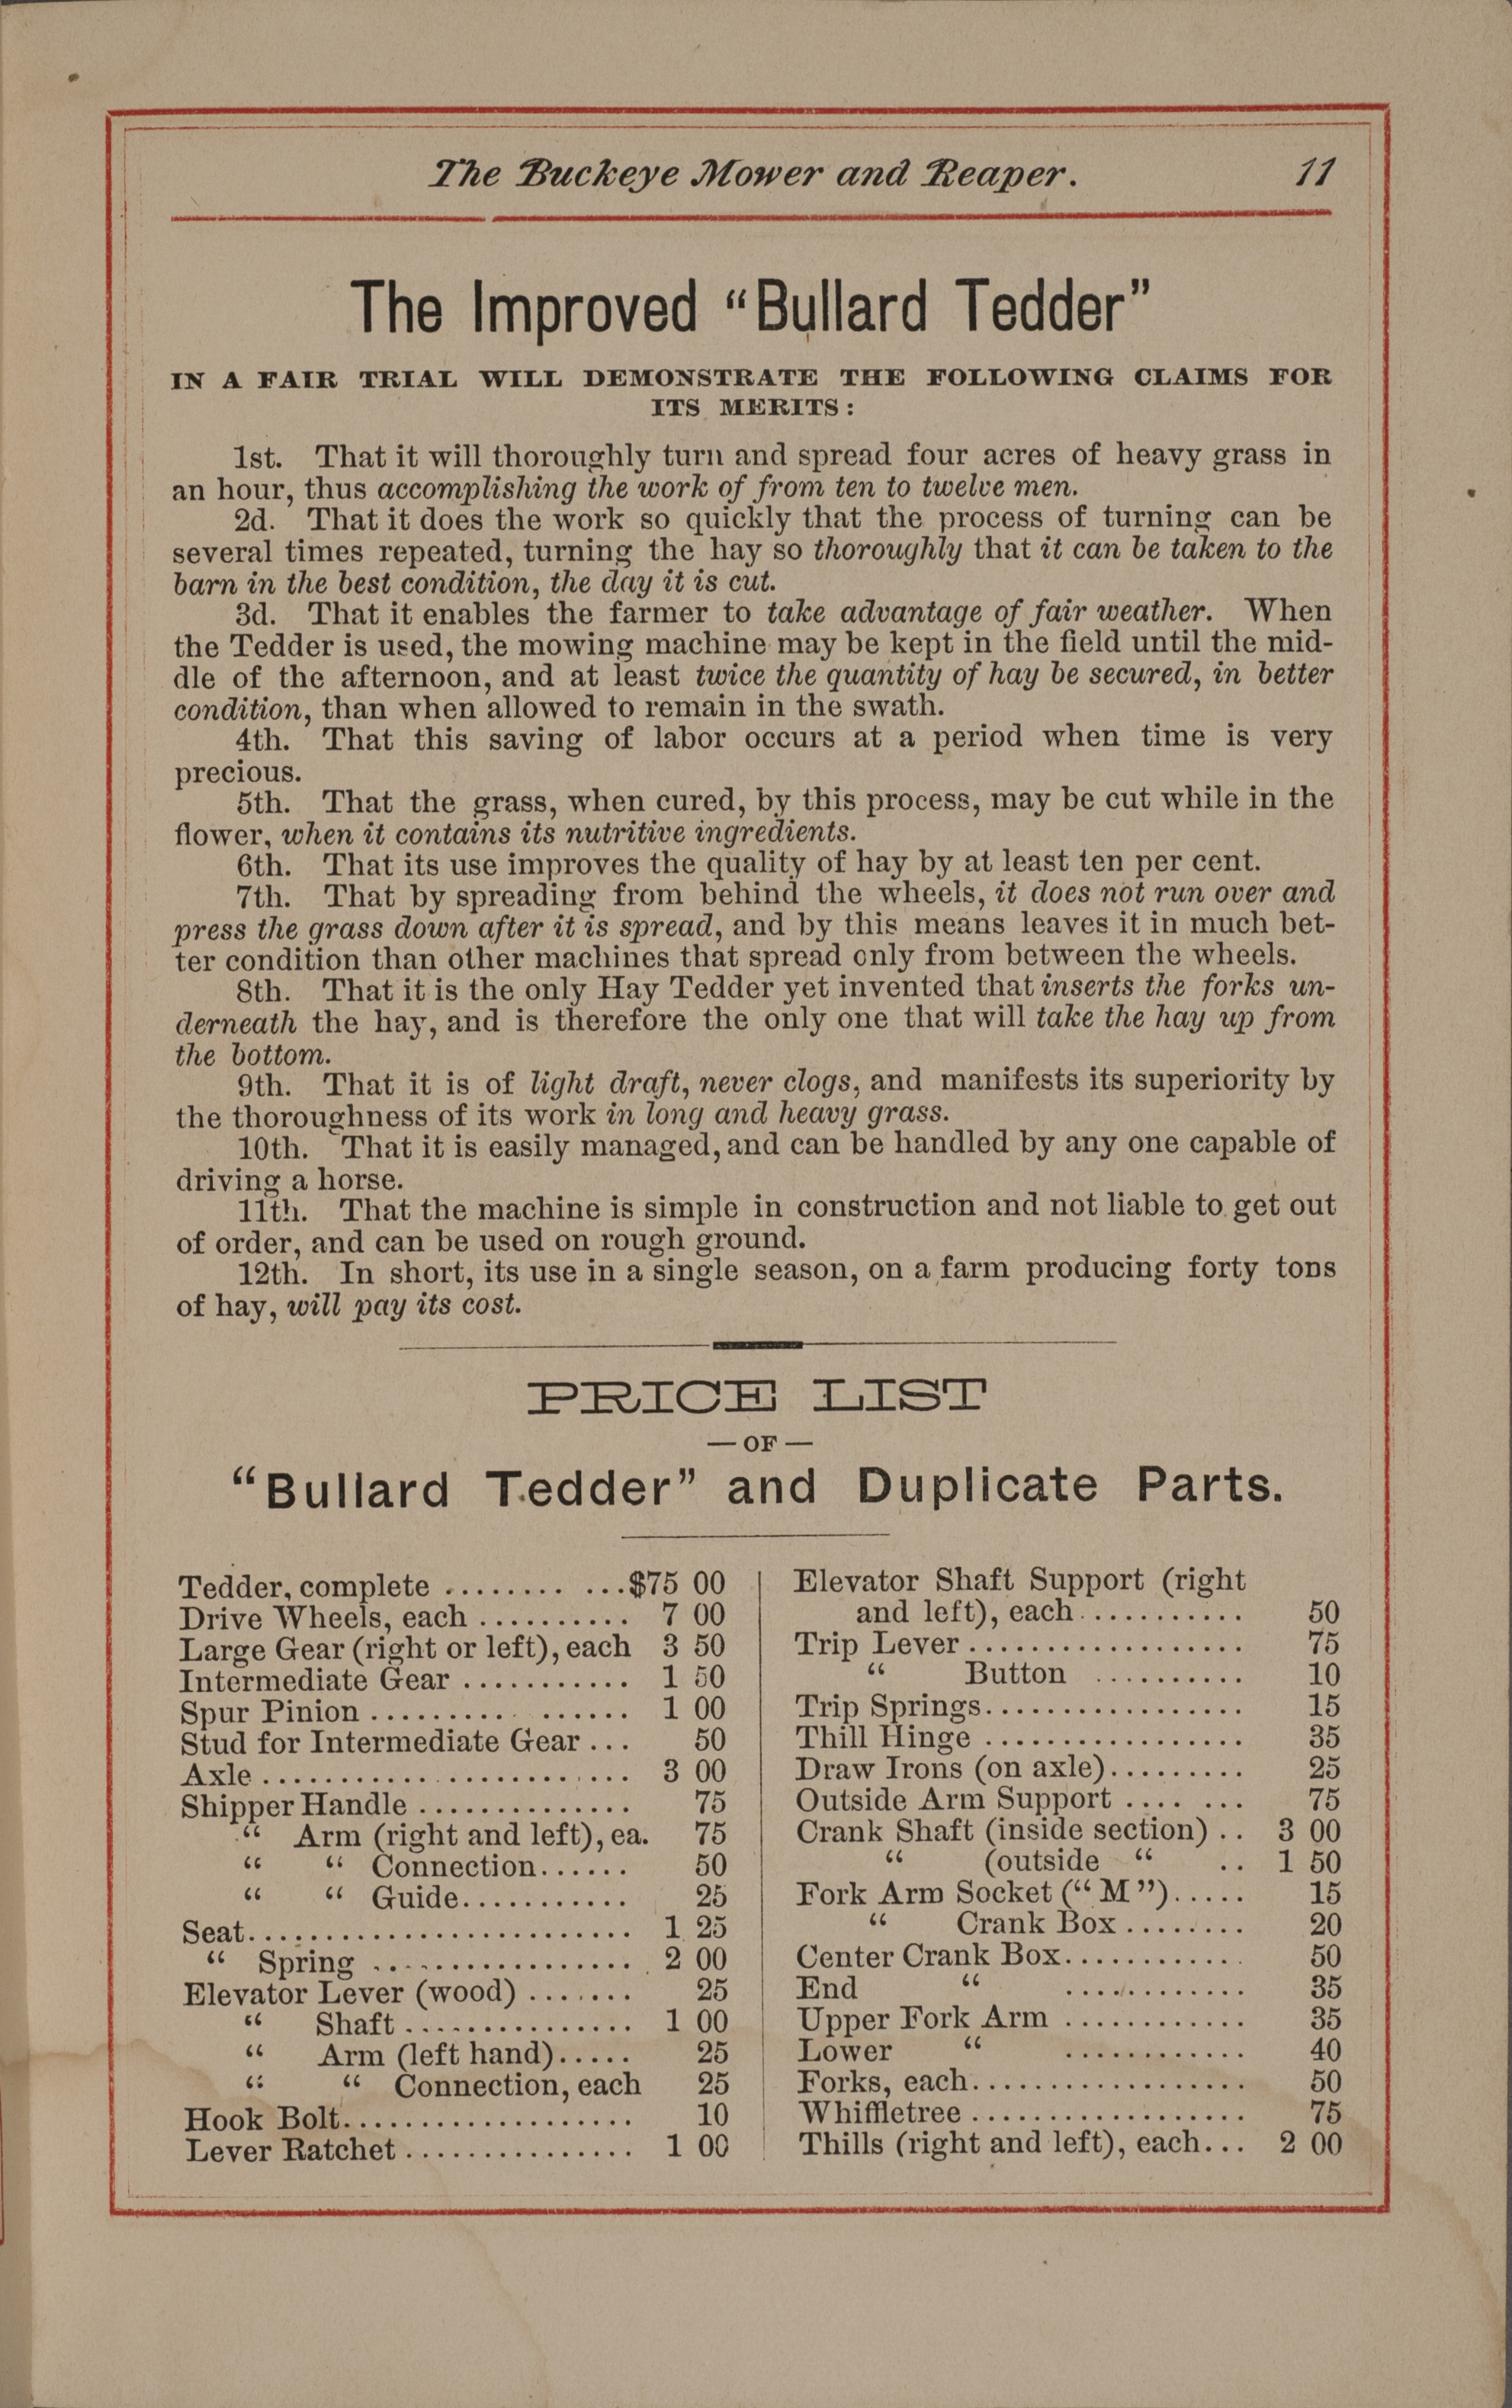 The Buckeye Mower and Reaper. 11
The Improved “Bullard Tedder”
IN A FAIR TRIAL WILL DEMONSTRATE THE FOLLOWING CLAIMS FOR
ITS MERITS:
1st. That it will thoroughly turn and spread four acres of heavy grass in
an hour, thus accomplishing the work of from ten to twelve men.
2d. That it does the work so quickly that the process of turning can be
several times repeated, turning the hay so thoroughly that it can be taken to the
barn in the best condition, the day it is cut.
3d. That it enables the farmer to take advantage of fair weather. When
the Tedder is used, the mowing machine may be kept in the field until the mid-
dle of the afternoon, and at least twice the quantity of hay be secured, in better
condition, than when allowed to remain in the swath.
4th. That this saving of labor occurs at a period when time is very
precious.
5th. That the grass, when cured, by this process, may be cut while in the
flower, when it contains its nutritive ingredients.
6th. That its use improves the quality of hay by at least ten per cent.
7th. That by spreading from behind the wheels, it does not run over and
press the grass down after it is spread, and by this means leaves it in much bet-
ter condition than other machines that spread only from between the wheels.
8th. That it is the only Hay Tedder yet invented that inserts the forks un-
derneath the hay, and is therefore the only one that will take the hay up from
the bottom.
9th. That it is of light draft, never clogs, and manifests its superiority by
the thoroughness of its work in long and heavy grass.
10th. That it is easily managed, and can be handled by any one capable of
driving a horse.
11th. That the machine is simple in construction and not liable to get out
of order, and can be used on rough ground.
12th. In short, its use in a single season, on a farm producing forty tons
of hay, will pay its cost.
PRICE LIST
— OF —
“Bullard Tedder” and Duplicate Parts.
Tedder, complete ........ ...$75 00
Drive Wheels, each .......... 7 00
Large Gear (right or left), each 3 50
Intermediate Gear ........... 1 50
Spur Pinion ................ 1 00
Stud for Intermediate Gear ... 50
Axle ........................ 3 00
Shipper Handle .............. 75
“ Arm (right and left), ea. 75
“ “ Connection...... 50
“ “ Guide........... 25
Seat......................... 1 25
“ Spring ................. 2 00
Elevator Lever (wood) ....... 25
“ Shaft ............... 1 00
“ Arm (left hand)..... 25
“ “ Connection, each 25
Hook Bolt................... 10
Lever Ratchet............... 1 00
Elevator Shaft Support (right
and left), each........... 50
Trip Lever.................. 75
“ Button .......... 10
Trip Springs................. 15
Thill Hinge ................. 35
Draw Irons (on axle)......... 25
Outside Arm Support .... ... 75
Crank Shaft (inside section) .. 3 00
“ (outside “ .. 1 50
Fork Arm Socket (“M”)..... 15
“ Crank Box ........ 20
Center Crank Box............ 50
End “ ............ 35
Upper Fork Arm ............ 35
Lower “ ............ 40
Forks, each.................. 50
Whiffletree .................. 75
Thills (right and left), each... 2 00